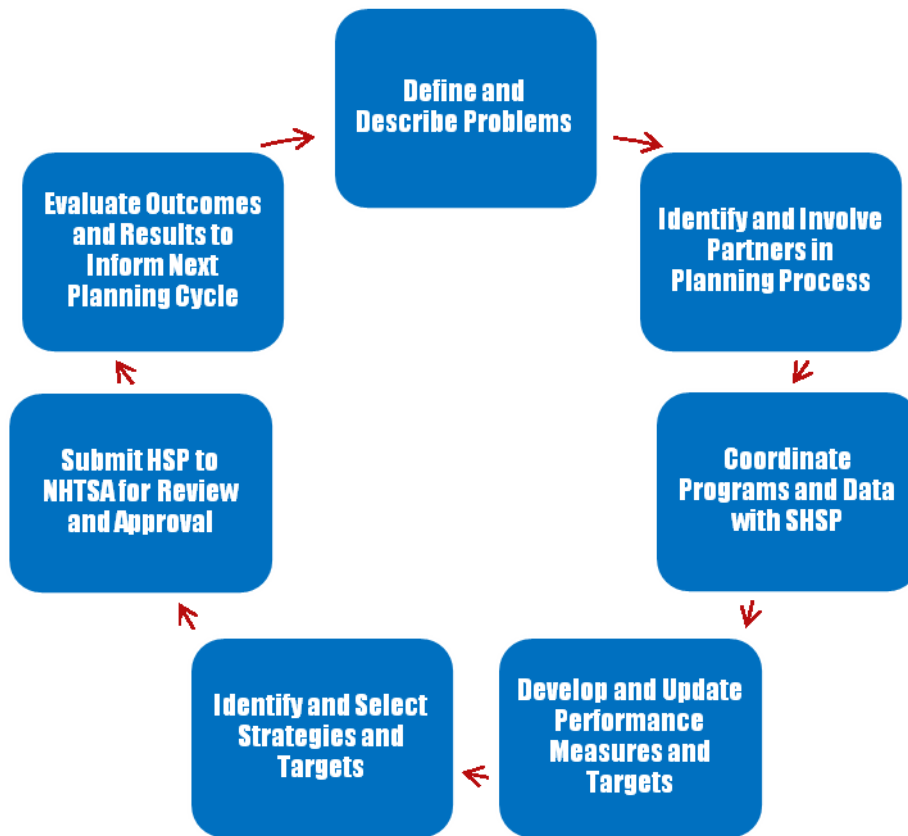 Define and
Describe Problems
Identify and Involve
Partners in
Planning Process
Coordinate
Programs and Data
with SHSP
Develop and Update
Performance
Measures and
Targets
Identify and Select
Strategies and
Targets
Submit HSP to
NHTSA for Review
and Approval
Evaluate Outcomes
and Results to
Inform Next
Planning Cycle